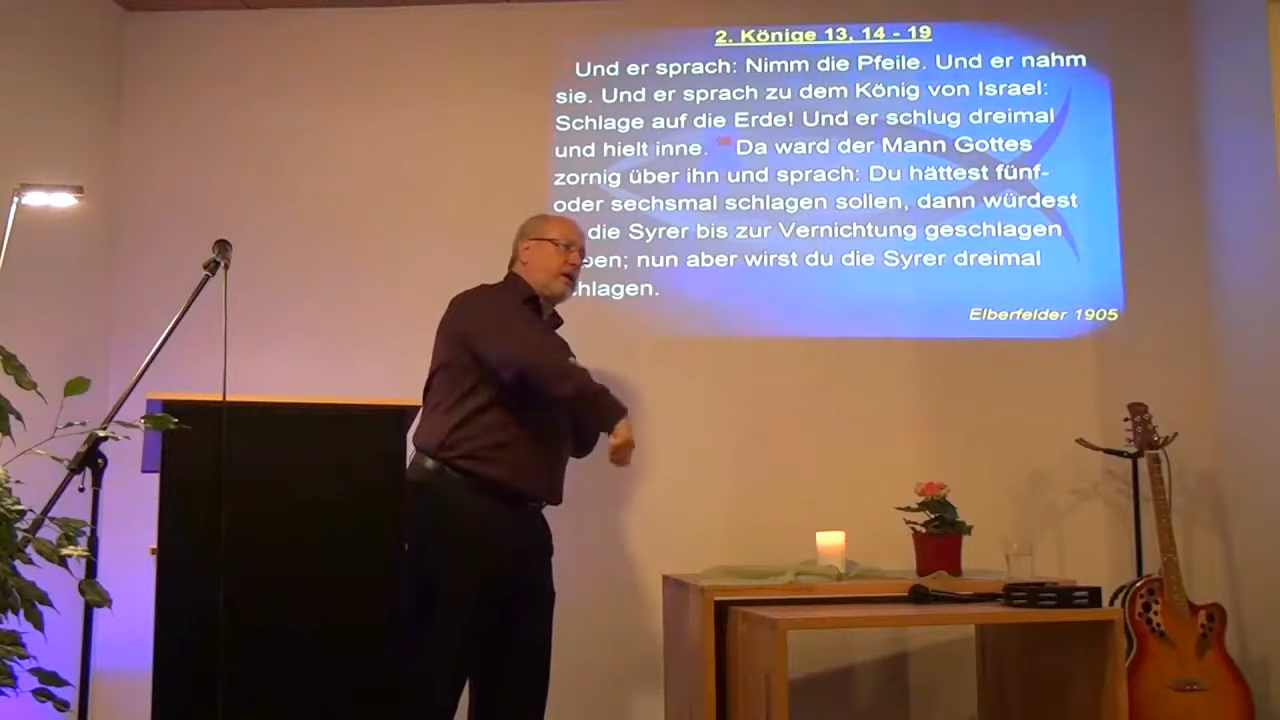 2. Könige 13, 14 - 19
Und er sprach: Nimm die Pfeile. Und er nahm
sie. Und er sprach zu dem König von Israel:
Schlage auf die Erde! Und er schlug dreimal
und hielt inne. Da ward der Mann Gottes
zornig über ihn und sprach: Du hättest fünf-
oder sechsmal schlagen sollen, dann würdest
die Syrer bis zur Vernichtung geschlagen
nun aber wirst du die Syrer dreimal
Elberfelder 1905